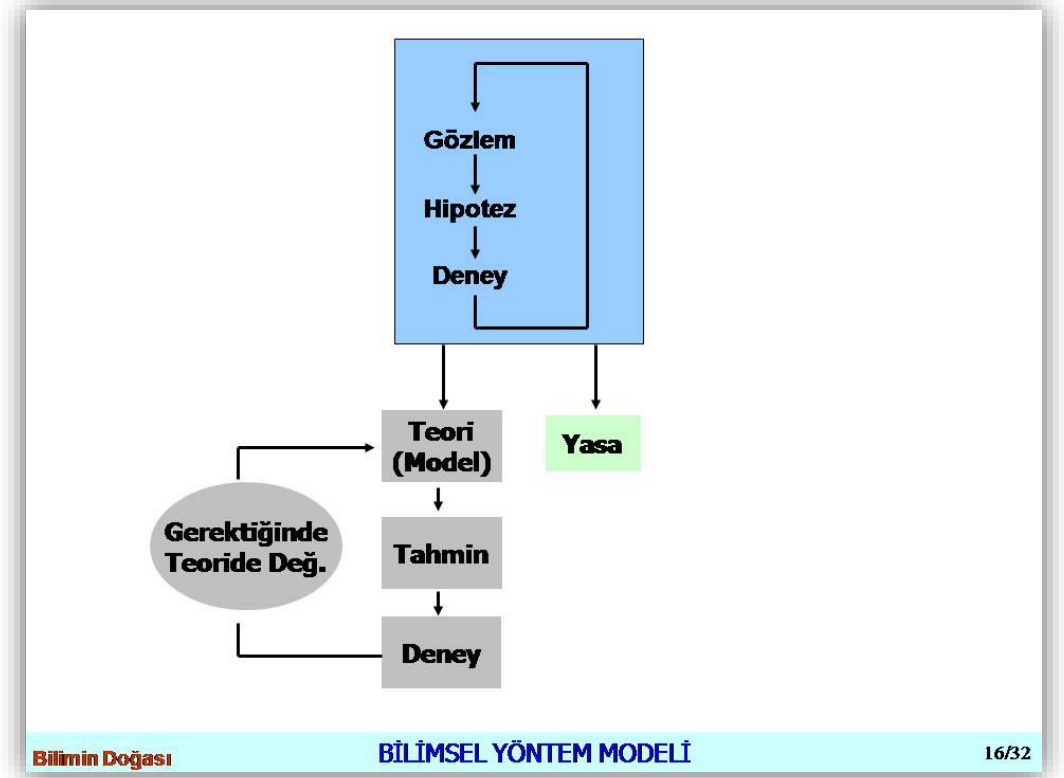 Gözlem
Hipotez
Deney
Teori
(Model)
Yasa
Gerektiğinde
Teoride Değ.
Tahmin
Deney
Bilimin Doğası
BİLİMSEL YÖNTEM MODELİ
16/32